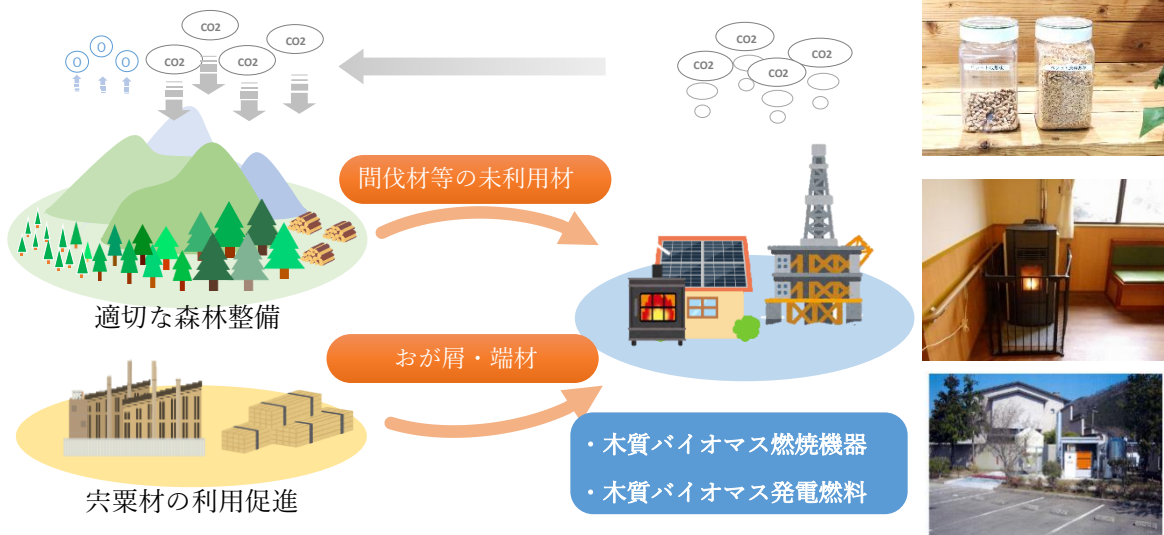 CO2
CO2
CO2
CO2
O
O
O
CO2
CO2
CO2
CO2
間伐材等の未利用材
適切な森林整備
おが屑・端材
宍粟材の利用促進
・木質バイオマス燃焼機器
・木質バイオマス発電燃料